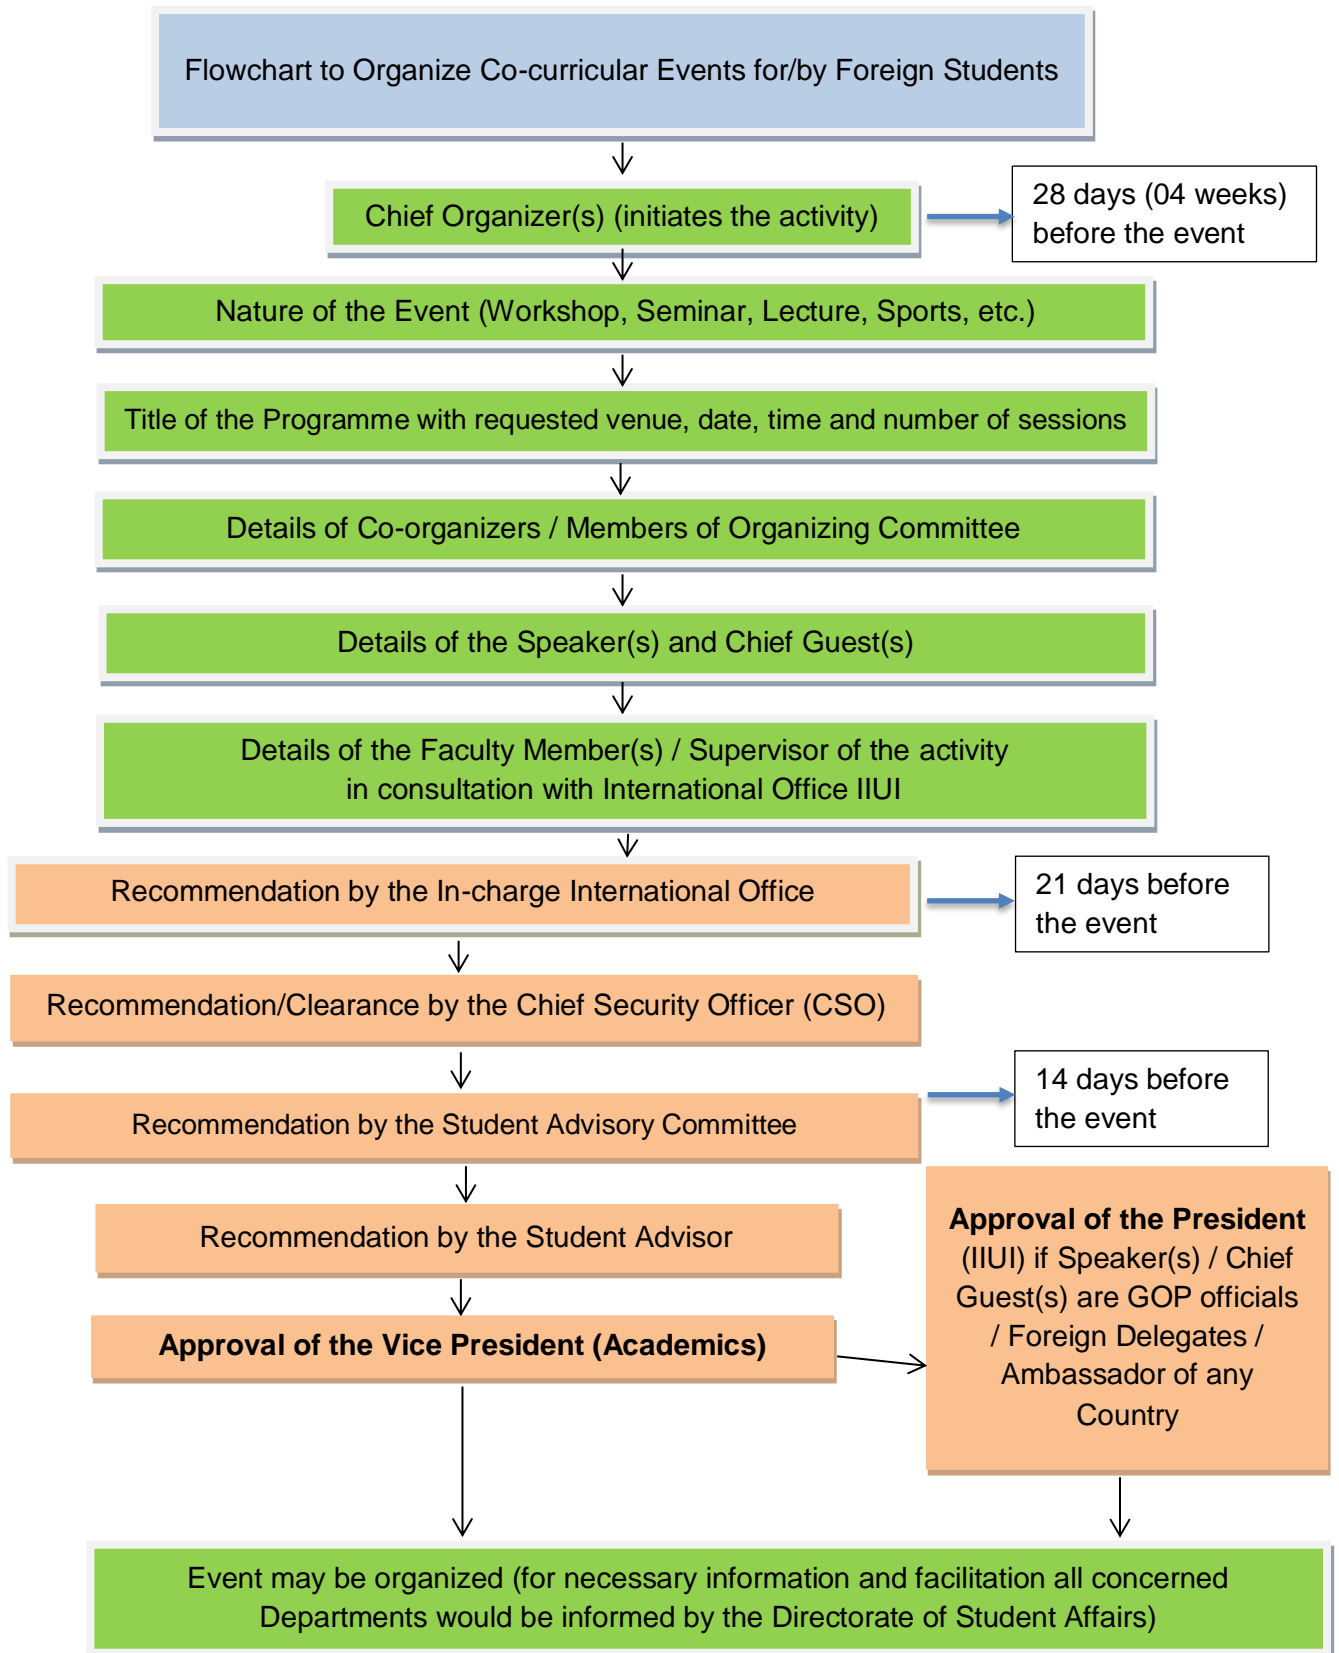 Flowchart to Organize Co-curricular Events for/by Foreign Students
Chief Organizer(s) (initiates the activity)
28 days (04 weeks)
before the event
Nature of the Event (Workshop, Seminar, Lecture, Sports, etc.)
Title of the Programme with requested venue, date, time and number of sessions
Details of Co-organizers / Members of Organizing Committee
Details of the Speaker(s) and Chief Guest(s)
Details of the Faculty Member(s) / Supervisor of the activity
in consultation with International Office IIUI
Recommendation by the In-charge International Office
21 days before
the event
Recommendation/Clearance by the Chief Security Officer (CSO)
Recommendation by the Student Advisory Committee
14 days before
the event
Recommendation by the Student Advisor
Approval of the Vice President (Academics)
Approval of the President
(IIUI) if Speaker(s) / Chief
Guest(s) are GOP officials
/ Foreign Delegates /
Ambassador of any
Country
Event may be organized (for necessary information and facilitation all concerned
Departments would be informed by the Directorate of Student Affairs)